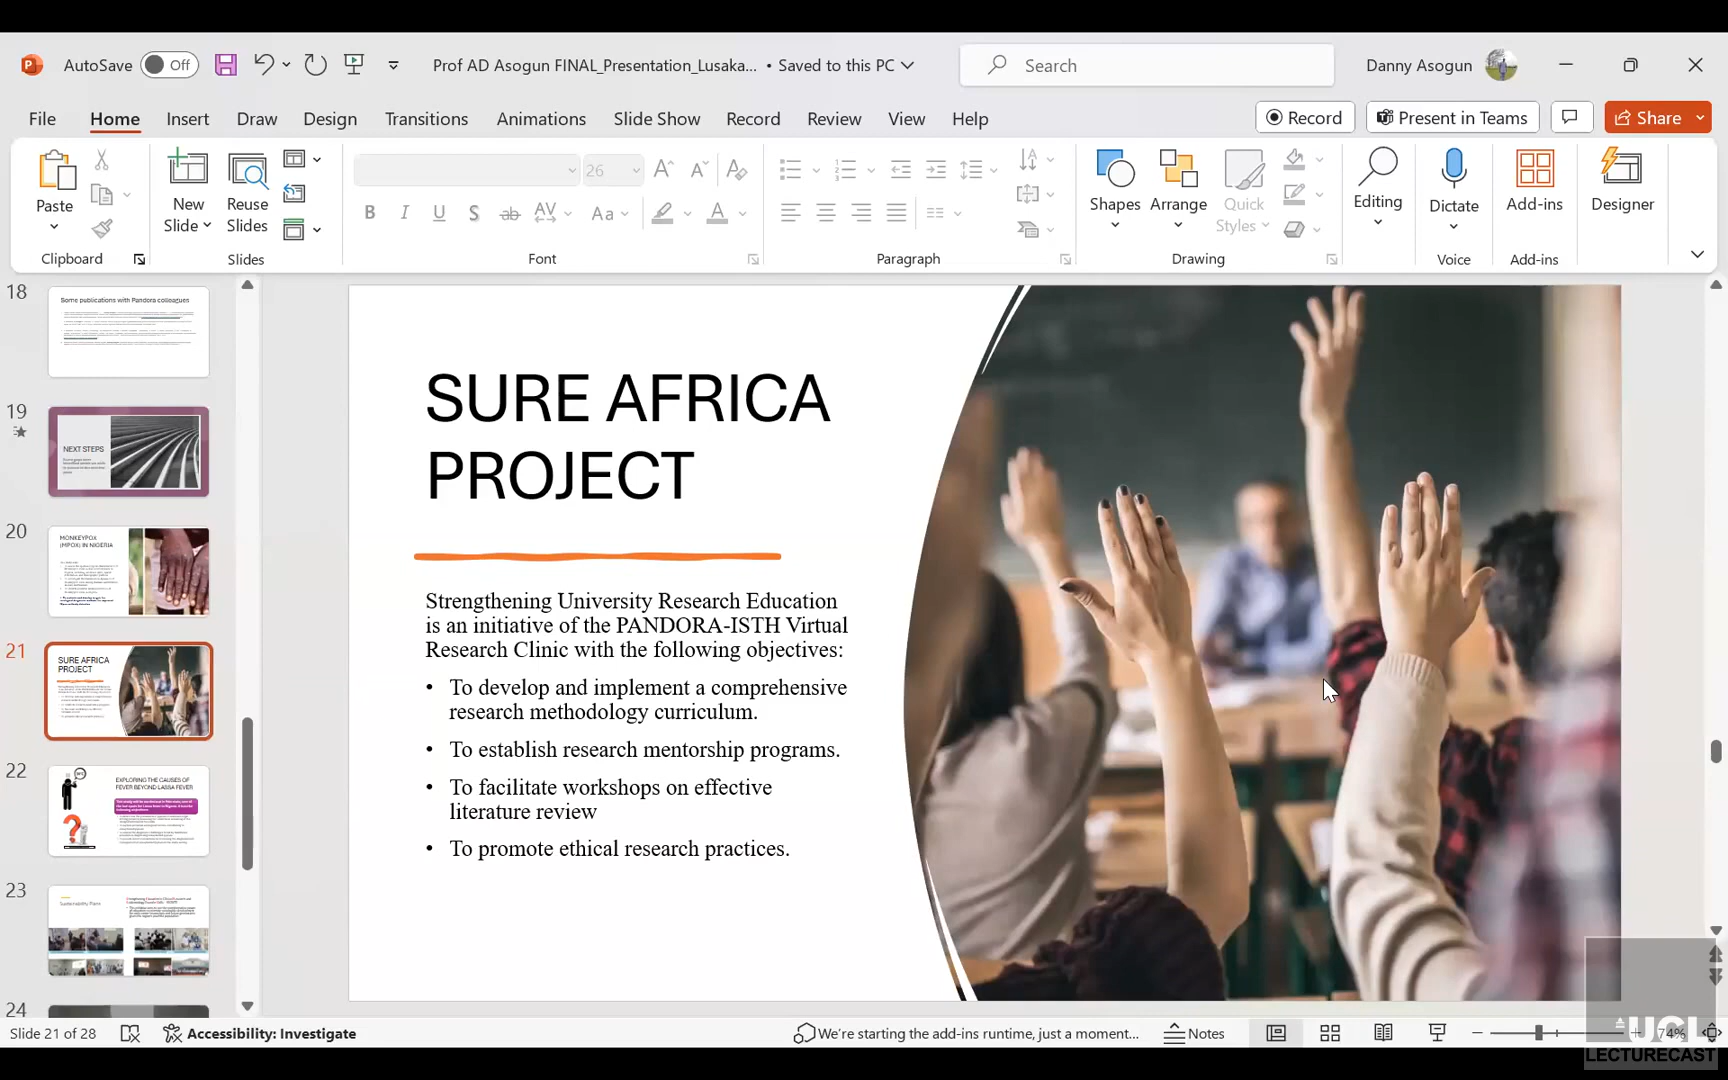 AutoSave Off
Prof AD Asogun FINAL_Presentation_Lusaka... • Saved to this PC
Search
Danny Asogun
File Home Insert Draw Design Transitions Animations Slide Show Record Review View Help
Record
Present in Teams
Share
Paste
New Slide
Reuse Slides
26
Quick Styles
Shapes
Arrange
Editing
Dictate
Add-ins
Designer
Clipboard
Slides
Font
Paragraph
Drawing
Voice
Add-ins
18
Some publications with Pandora colleagues
19
NEXT STEPS
20
MONKEYPOX
(MPOX) IN NIGERIA
21
SURE AFRICA
PROJECT
22
EXPLORING THE CAUSES OF
FEVER BEYOND LASSA FEVER
23
Sustainability Plans
24
SURE AFRICA
PROJECT
Strengthening University Research Education
is an initiative of the PANDORA-ISTH Virtual
Research Clinic with the following objectives:
• To develop and implement a comprehensive
research methodology curriculum.
• To establish research mentorship programs.
• To facilitate workshops on effective
literature review
• To promote ethical research practices.
Slide 21 of 28
Accessibility: Investigate
We're starting the add-ins runtime, just a moment...
Notes
74%
UCL
LECTURECAST